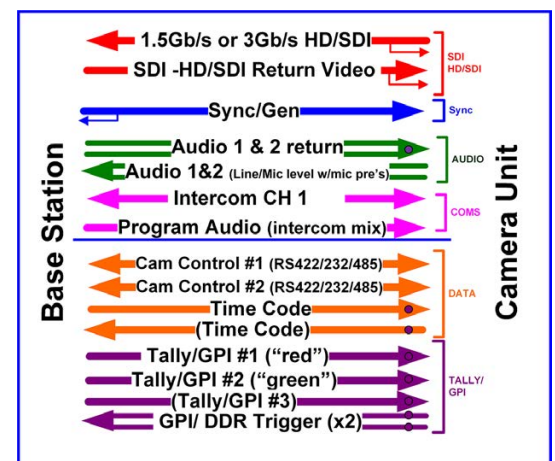 1.5Gb/s or 3Gb/s HD/SDI
SDI -HD/SDI Return Video
SDI
HD/SDI
Sync/Gen
Sync
Audio 1 & 2 return
Audio 1&2 (Line/Mic level w/mic pre's)
AUDIO
Intercom CH 1
Program Audio (intercom mix)
COMS
Base Station
Camera Unit
Cam Control #1 (RS422/232/485)
Cam Control #2 (RS422/232/485)
Time Code
(Time Code)
DATA
Tally/GPI #1 (“red”)
Tally/GPI #2 (“green”)
(Tally/GPI #3)
GPI/ DDR Trigger (x2)
TALLY/
GPI